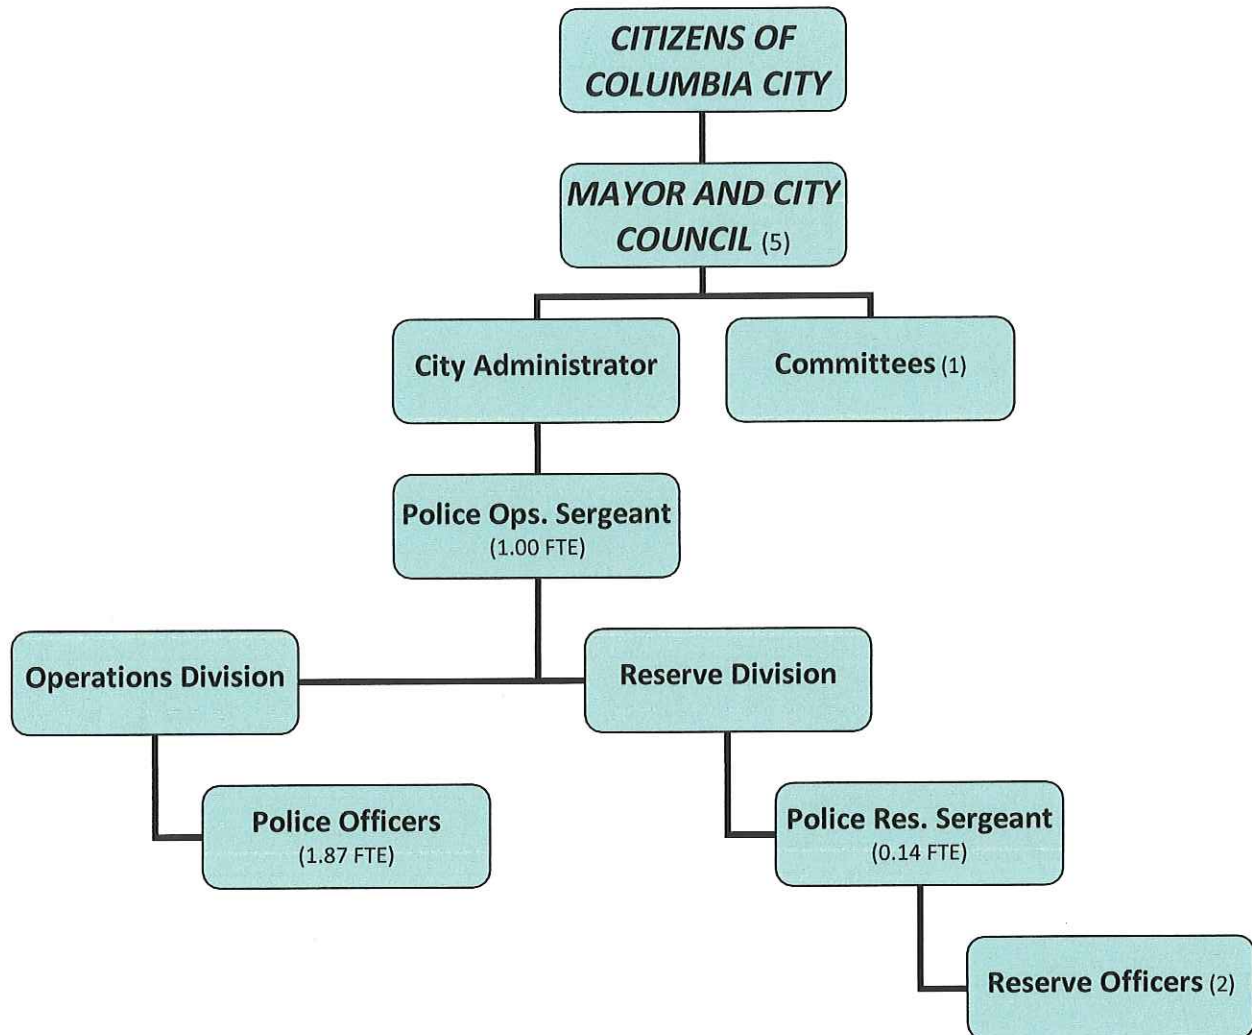 CITIZENS OF
COLUMBIA CITY
MAYOR AND CITY
COUNCIL (5)
City Administrator
Committees (1)
Police Ops. Sergeant
(1.00 FTE)
Operations Division
Reserve Division
Police Officers
(1.87 FTE)
Police Res. Sergeant
(0.14 FTE)
Reserve Officers (2)